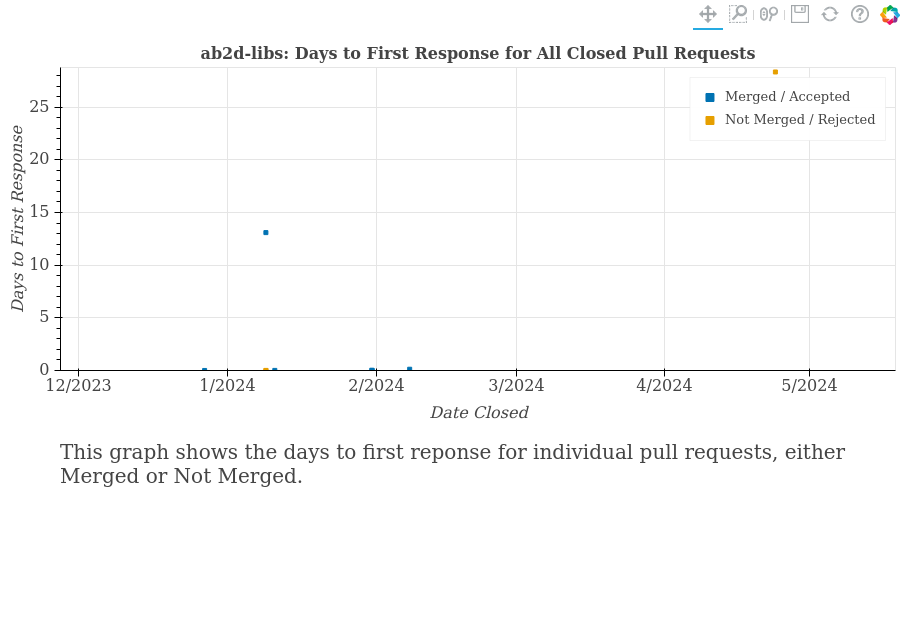 ab2d-libs: Days to First Response for All Closed Pull Requests
Merged / Accepted
Not Merged / Rejected
Days to First Response
25
20
15
10
5
0
12/2023 1/2024 2/2024 3/2024 4/2024 5/2024
Date Closed
This graph shows the days to first reponse for individual pull requests, either
Merged or Not Merged.